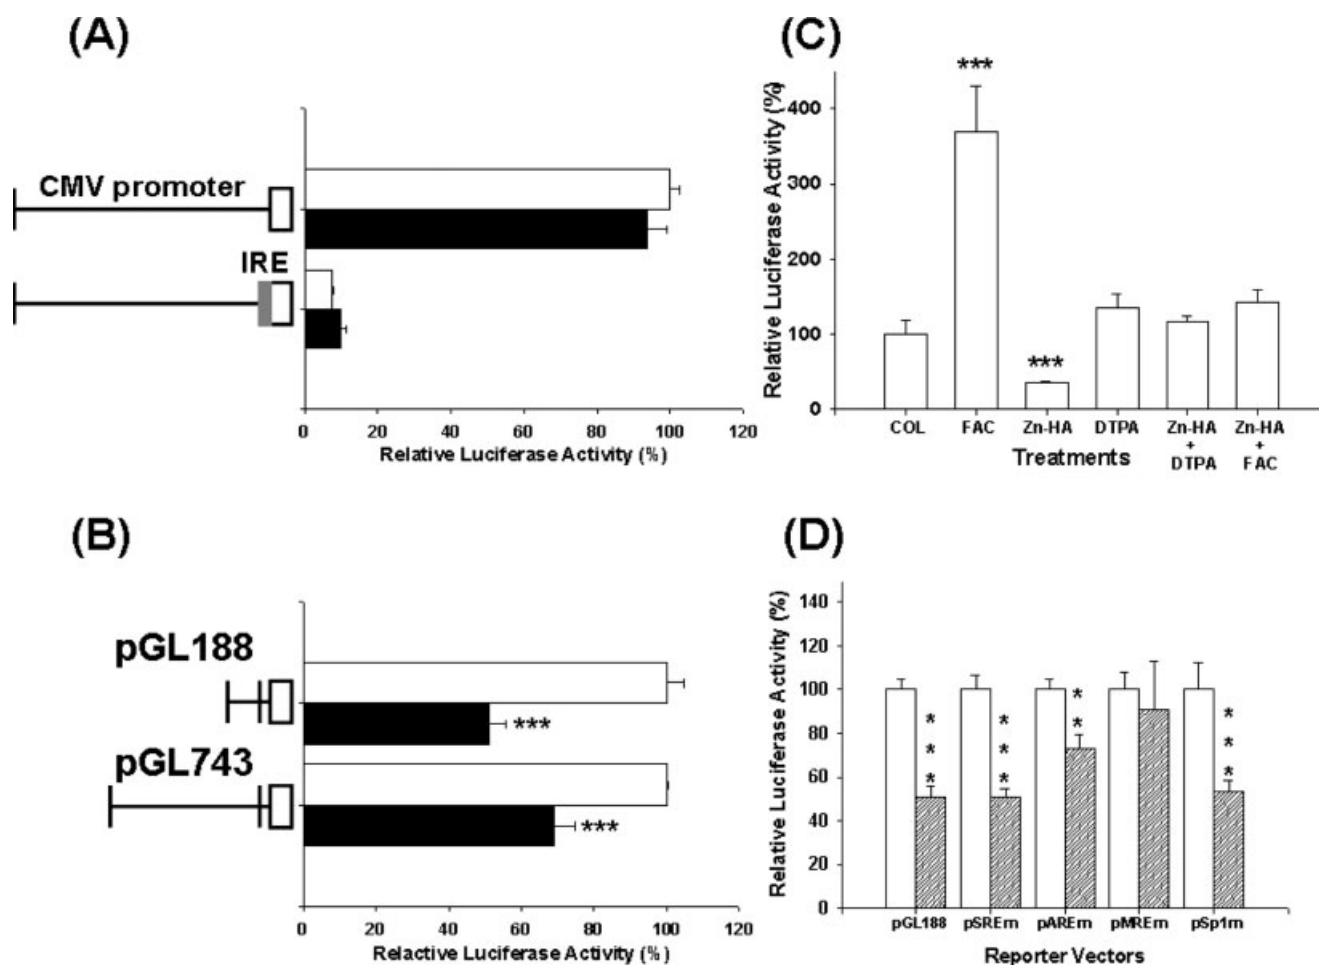 (A)
CMV promoter
IRE
0 20 40 60 80 100 120
Relative Luciferase Activity (%)
(B)
pGL188
***
pGL743
***
0 20 40 60 80 100 120
Relactive Luciferase Activity (%)
(C)
Relative Luciferase Activity (%)
400
300
200
100
0
***
***
COL FAC Zn-HA DTPA Zn-HA Zn-HA
+ +
DTPA FAC
Treatments
(D)
Relative Luciferase Activity (%)
140
120
100
80
60
40
20
0
***
***
**
***
pGL188 pSREm pAREm pMREm pSp1m
Reporter Vectors